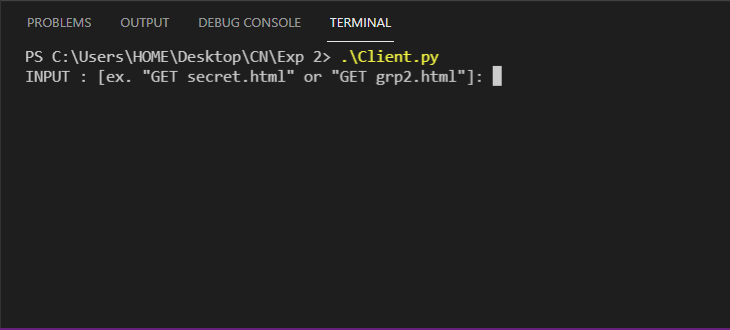 PROBLEMS OUTPUT DEBUG CONSOLE TERMINAL
PS C:\Users\HOME\Desktop\CN\Exp 2> .\Client.py
INPUT : [ex. "GET secret.html" or "GET grp2.html"]: